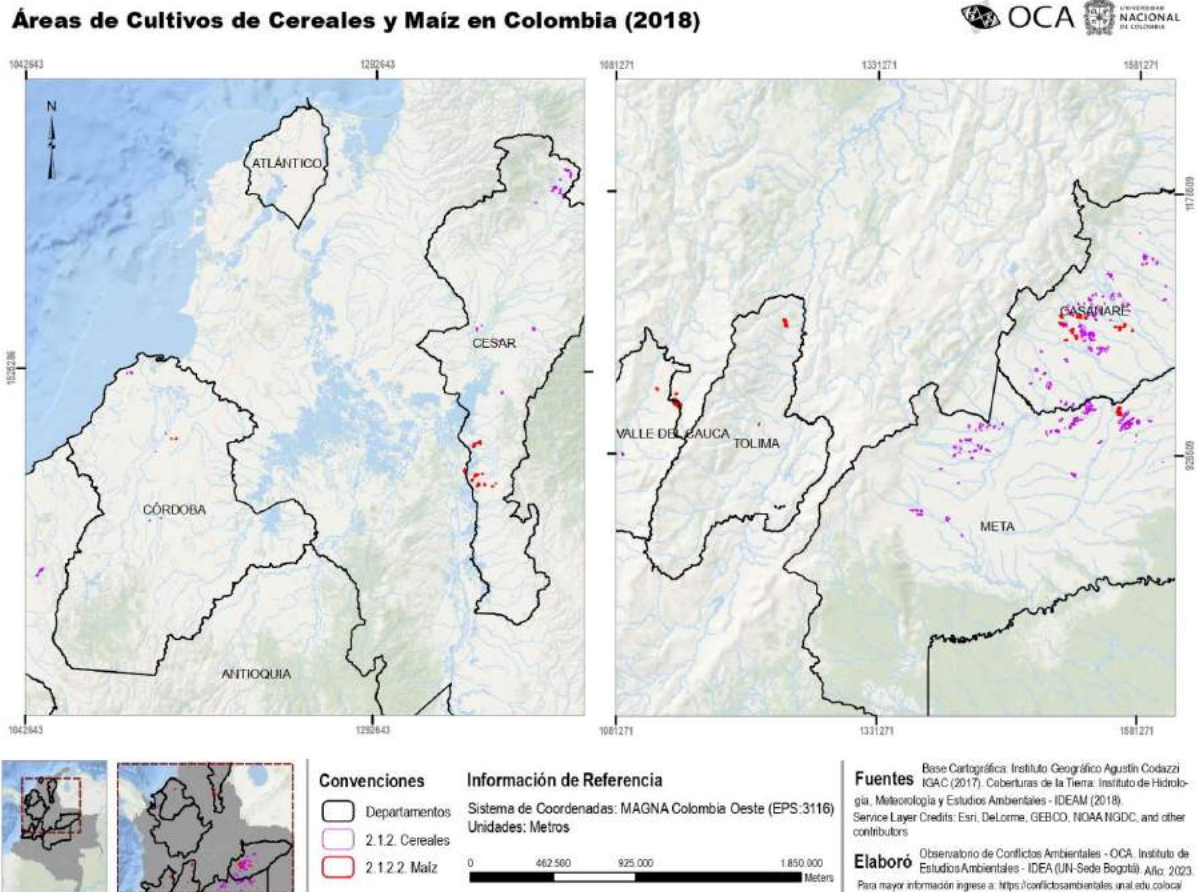 Áreas de Cultivos de Cereales y Maíz en Colombia (2018)
OCA
UNIVERSIDAD
NACIONAL
DE COLOMBIA
1042643
1292643
1081271
1331271
1581271
N
ATLÁNTICO
CESAR
CÓRDOBA
ANTIOQUIA
CASANARE
VALLE DEL CAUCA
TOLIMA
META
1178509
928509
1042643
1292643
1081271
1331271
1581271
Convenciones
Departamentos
2.1.2. Cereales
2.1.2.2. Maíz
Información de Referencia
Sistema de Coordenadas: MAGNA Colombia Oeste (EPS:3116)
Unidades: Metros
0 462.500 925.000 1.850.000
Meters
Fuentes Base Cartográfica: Instituto Geográfico Agustín Codazzi
IGAC (2017). Coberturas de la Tierra: Instituto de Hidrolo-
gía, Meteorología y Estudios Ambientales - IDEAM (2018).
Service Layer Credits: Esri, DeLorme, GEBCO, NOAA NGDC, and other
contributors
Elaboró Observatorio de Conflictos Ambientales - OCA. Instituto de
Estudios Ambientales - IDEA (UN-Sede Bogotá). Año: 2023
Para mayor información ingrese a: https://conflictosambientales.unal.edu.co/oca